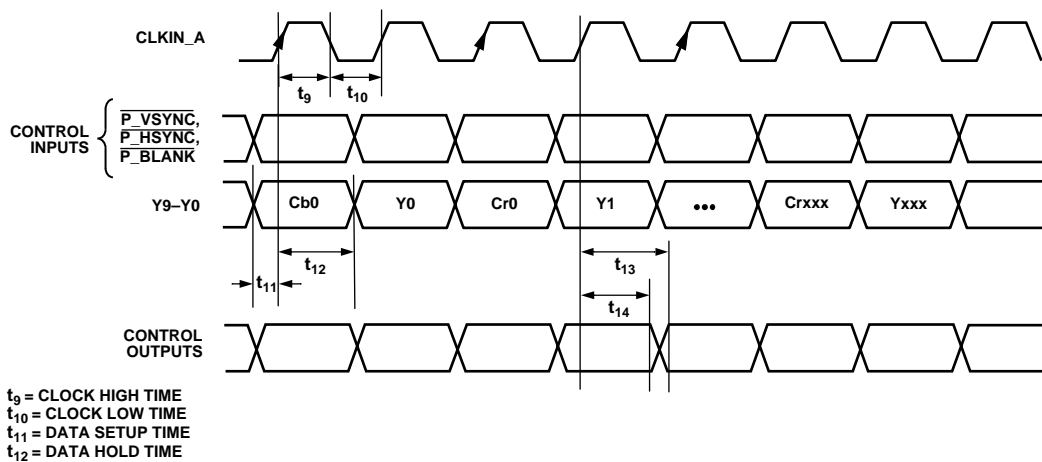 CLKIN_A
t9
t10
CONTROL INPUTS
P_VSYNC,
P_HSYNC,
P_BLANK
Y9–Y0
Cb0 Y0 Cr0 Y1 ••• Crxxx Yxxx
t12
t11
t13
t14
CONTROL OUTPUTS
t9 = CLOCK HIGH TIME
t10 = CLOCK LOW TIME
t11 = DATA SETUP TIME
t12 = DATA HOLD TIME